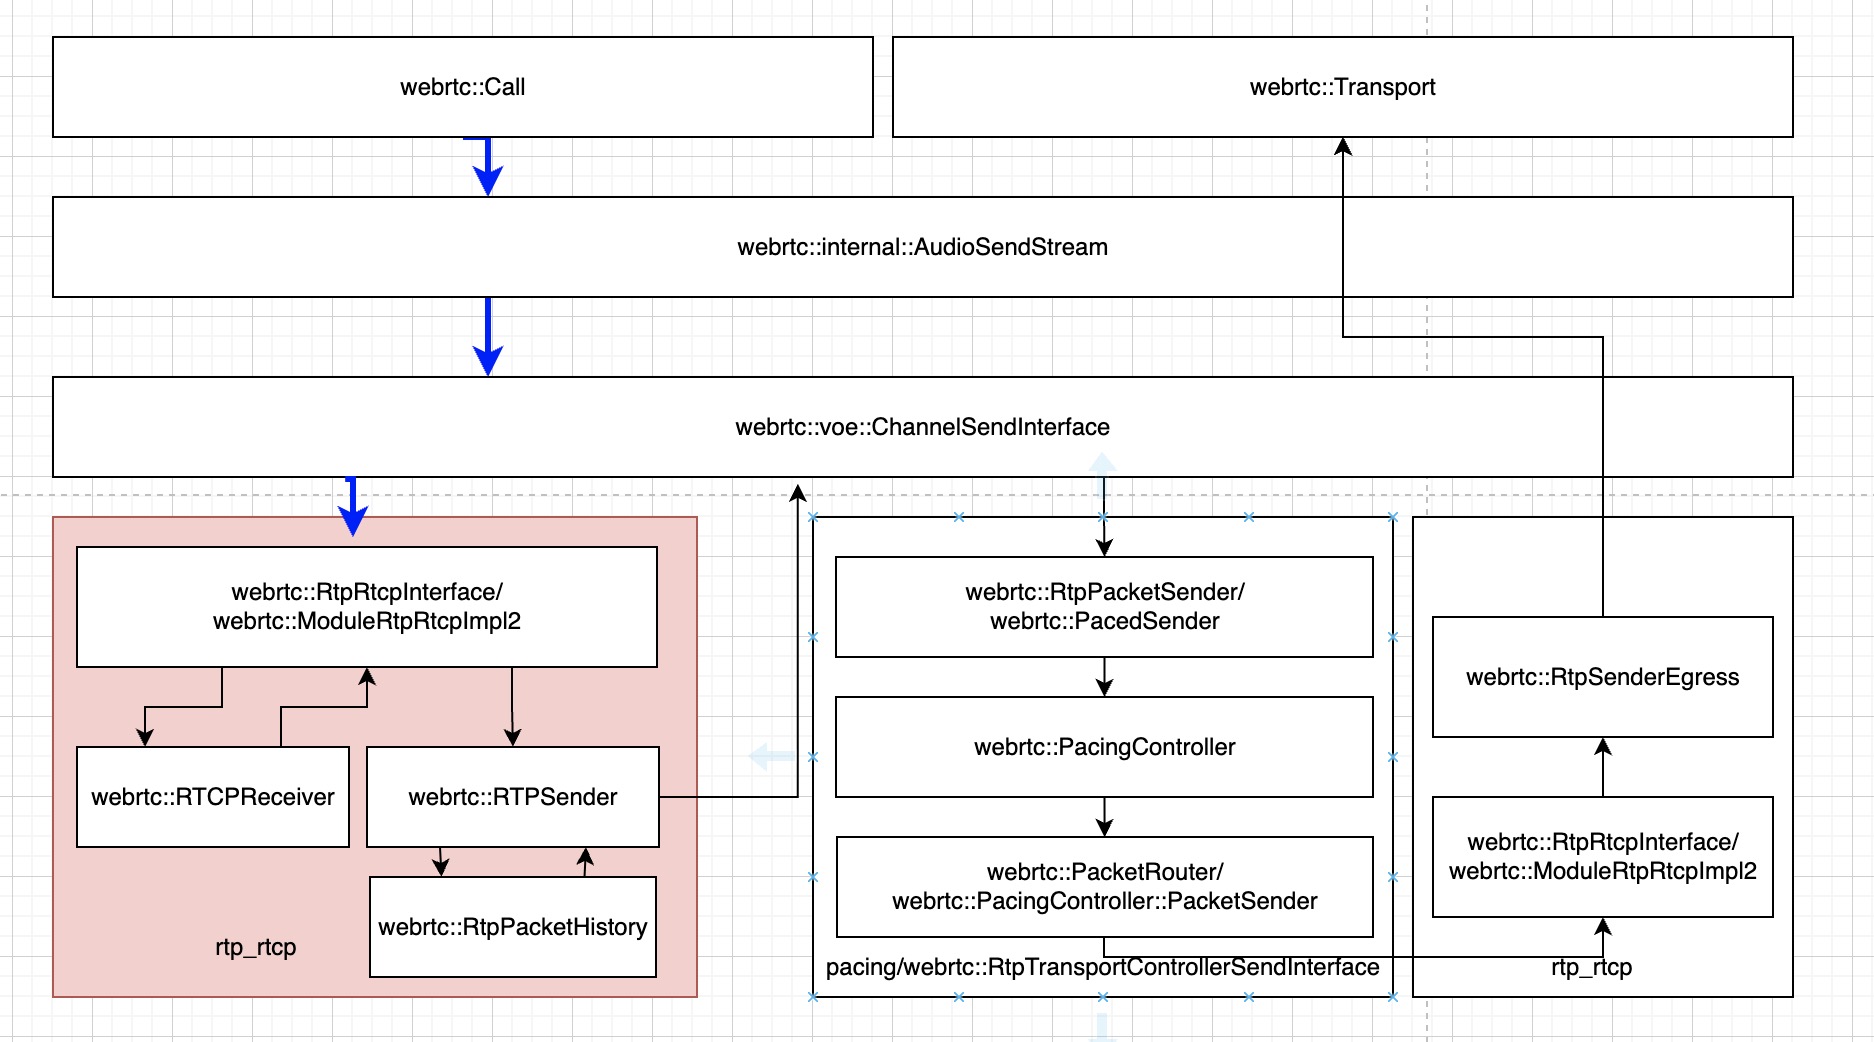 webrtc::Call
webrtc::Transport
webrtc::internal::AudioSendStream
webrtc::voe::ChannelSendInterface
webrtc::RtpRtcpInterface/
webrtc::ModuleRtpRtcpImpl2
webrtc::RTCPReceiver
webrtc::RTPSender
webrtc::RtpPacketHistory
rtp_rtcp
webrtc::RtpPacketSender/
webrtc::PacedSender
webrtc::PacingController
webrtc::PacketRouter/
webrtc::PacingController::PacketSender
pacing/webrtc::RtpTransportControllerSendInterface
webrtc::RtpSenderEgress
webrtc::RtpRtcpInterface/
webrtc::ModuleRtpRtcpImpl2
rtp_rtcp